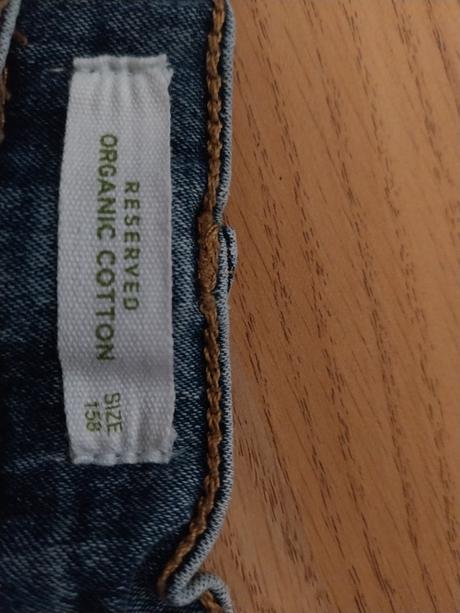 RESERVED
ORGANIC COTTON
SIZE
158